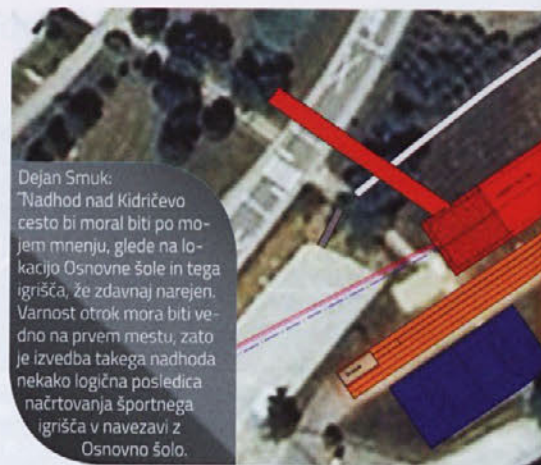 Dejan Smuk:
"Nadhod nad Kidričevo
cesto bi moral biti po mo-
jem mnenju, glede na lo-
kacijo Osnovne šole in tega
igrišča, že zdavnaj narejen.
Varnost otrok mora biti ve-
dno na prvem mestu, zato
je izvedba takega nadhoda
nekako logična posledica
načrtovanja športnega
igrišča v navezavi z
Osnovno šolo.